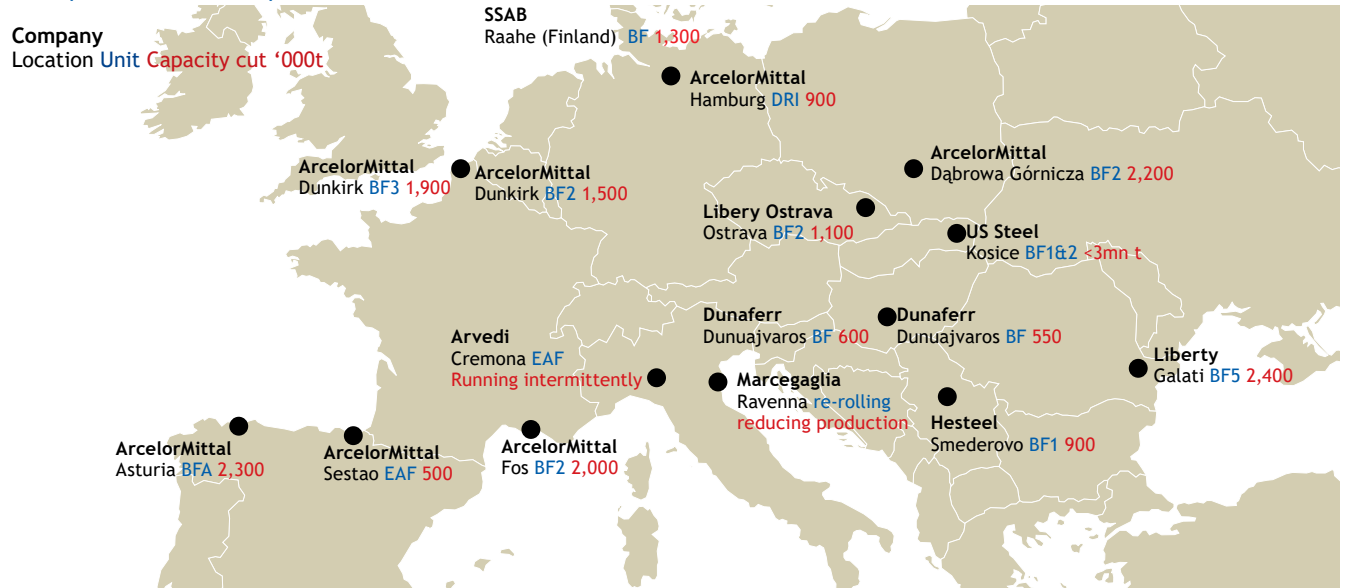 Company
Location Unit Capacity cut ‘000t
SSAB
Raahe (Finland) BF 1,300
ArcelorMittal
Hamburg DRI 900
ArcelorMittal
Dunkirk BF3 1,900
ArcelorMittal
Dunkirk BF2 1,500
ArcelorMittal
Dąbrowa Górnicza BF2 2,200
Libery Ostrava
Ostrava BF2 1,100
US Steel
Kosice BF1&2 <3mn t
Dunaferr
Dunuajvaros BF 600
Dunaferr
Dunuajvaros BF 550
Arvedi
Cremona EAF
Running intermittently
Marcegaglia
Ravenna re-rolling
reducing production
Liberty
Galati BF5 2,400
Hesteel
Smederovo BF1 900
ArcelorMittal
Asturia BFA 2,300
ArcelorMittal
Sestao EAF 500
ArcelorMittal
Fos BF2 2,000